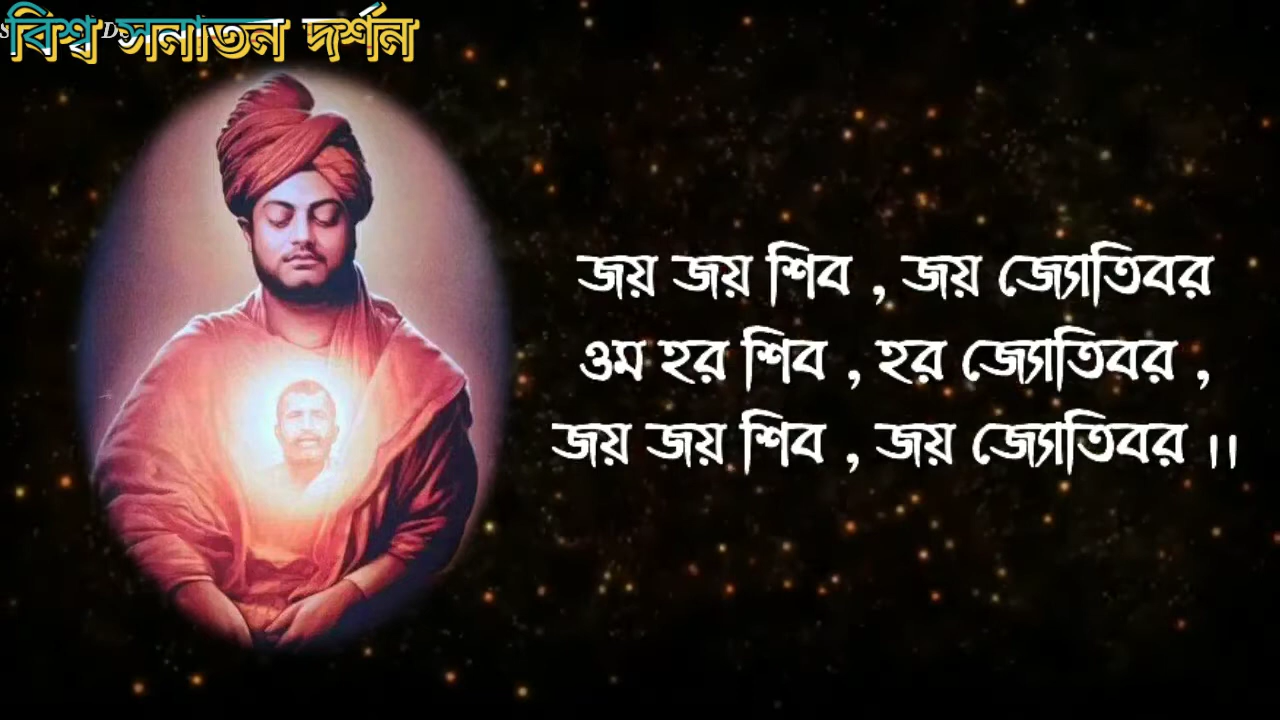 বিশ্ব সনাতন দর্শন
জয় জয় শিব , জয় জ্যোতিবর
ওম হর শিব , হর জ্যোতিবর ,
জয় জয় শিব , জয় জ্যোতিবর ।।